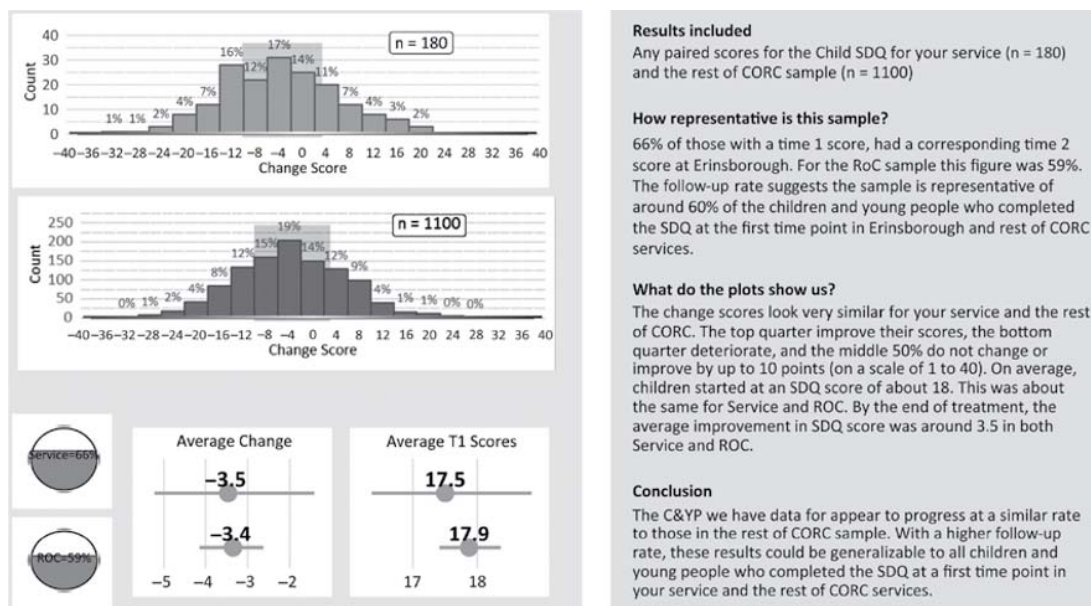 40
30
20
10
0
Count
n = 180
1%
1%
2%
4%
7%
16%
12%
17%
14%
11%
7%
4%
3%
2%
−40−36−32−28−24−20−16−12 −8 −4 0 4 8 12 16 20 24 28 32 36 40
Change Score
250
200
150
100
50
0
Count
n = 1100
0%
1%
2%
4%
8%
12%
15%
19%
14%
12%
9%
4%
1%
1%
0%
0%
−40−36−32−28−24−20−16−12 −8 −4 0 4 8 12 16 20 24 28 32 36 40
Change Score
Service=66%
ROC=59%
Average Change
−3.5
−3.4
−5 −4 −3 −2
Average T1 Scores
17.5
17.9
17 18
Results included
Any paired scores for the Child SDQ for your service (n = 180)
and the rest of CORC sample (n = 1100)
How representative is this sample?
66% of those with a time 1 score, had a corresponding time 2
score at Erinsborough. For the RoC sample this figure was 59%.
The follow-up rate suggests the sample is representative of
around 60% of the children and young people who completed
the SDQ at the first time point in Erinsborough and rest of CORC
services.
What do the plots show us?
The change scores look very similar for your service and the rest
of CORC. The top quarter improve their scores, the bottom
quarter deteriorate, and the middle 50% do not change or
improve by up to 10 points (on a scale of 1 to 40). On average,
children started at an SDQ score of about 18. This was about
the same for Service and ROC. By the end of treatment, the
average improvement in SDQ score was around 3.5 in both
Service and ROC.
Conclusion
The C&YP we have data for appear to progress at a similar rate
to those in the rest of CORC sample. With a higher follow-up
rate, these results could be generalizable to all children and
young people who completed the SDQ at a first time point in
your service and the rest of CORC services.